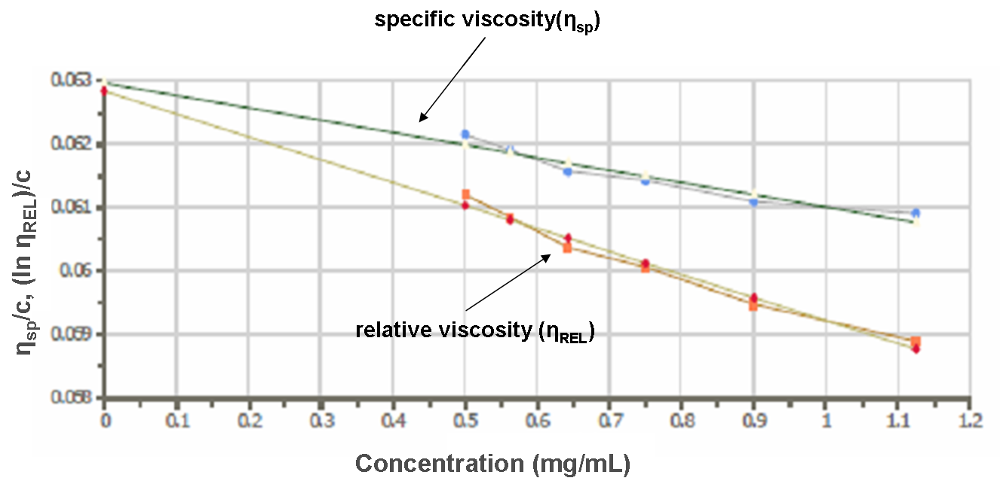 specific viscosity(ηsp)
0.063
0.062
0.061
0.06
0.059
0.058
ηsp/c, (ln ηREL)/c
relative viscosity (ηREL)
0 0.1 0.2 0.3 0.4 0.5 0.6 0.7 0.8 0.9 1 1.1 1.2
Concentration (mg/mL)